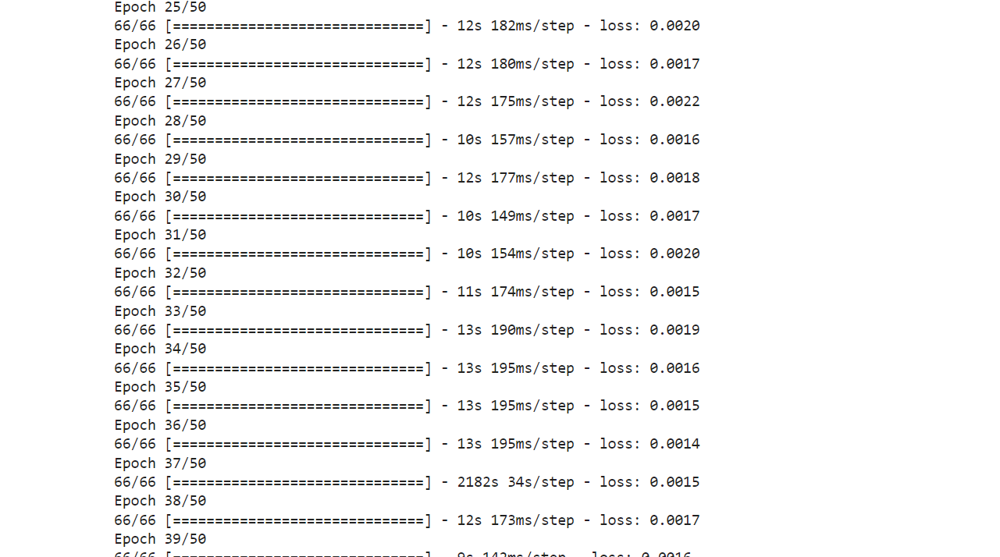 Epoch 25/50
66/66 [==============================] - 12s 182ms/step - loss: 0.0020
Epoch 26/50
66/66 [==============================] - 12s 180ms/step - loss: 0.0017
Epoch 27/50
66/66 [==============================] - 12s 175ms/step - loss: 0.0022
Epoch 28/50
66/66 [==============================] - 10s 157ms/step - loss: 0.0016
Epoch 29/50
66/66 [==============================] - 12s 177ms/step - loss: 0.0018
Epoch 30/50
66/66 [==============================] - 10s 149ms/step - loss: 0.0017
Epoch 31/50
66/66 [==============================] - 10s 154ms/step - loss: 0.0020
Epoch 32/50
66/66 [==============================] - 11s 174ms/step - loss: 0.0015
Epoch 33/50
66/66 [==============================] - 13s 190ms/step - loss: 0.0019
Epoch 34/50
66/66 [==============================] - 13s 195ms/step - loss: 0.0016
Epoch 35/50
66/66 [==============================] - 13s 195ms/step - loss: 0.0015
Epoch 36/50
66/66 [==============================] - 13s 195ms/step - loss: 0.0014
Epoch 37/50
66/66 [==============================] - 2182s 34s/step - loss: 0.0015
Epoch 38/50
66/66 [==============================] - 12s 173ms/step - loss: 0.0017
Epoch 39/50
66/66 [==============================] - 9s 142ms/step - loss: 0.0016